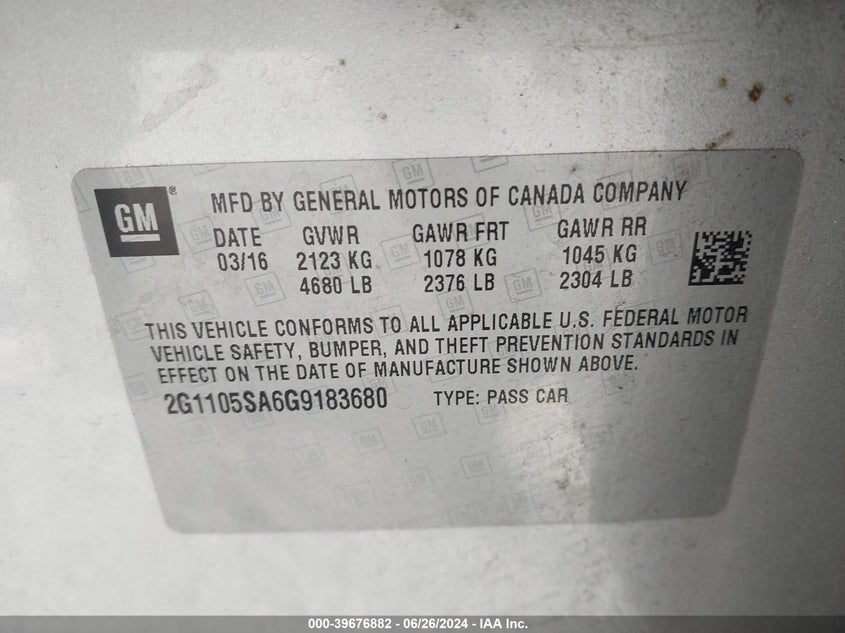 GM
MFD BY GENERAL MOTORS OF CANADA COMPANY
DATE GVWR GAWR FRT GAWR RR
03/16 2123 KG 1078 KG 1045 KG
4680 LB 2376 LB 2304 LB
THIS VEHICLE CONFORMS TO ALL APPLICABLE U.S. FEDERAL MOTOR
VEHICLE SAFETY, BUMPER, AND THEFT PREVENTION STANDARDS IN
EFFECT ON THE DATE OF MANUFACTURE SHOWN ABOVE.
2G1105SA6G9183680 TYPE: PASS CAR
000-39676882 - 06/26/2024 - IAA Inc.